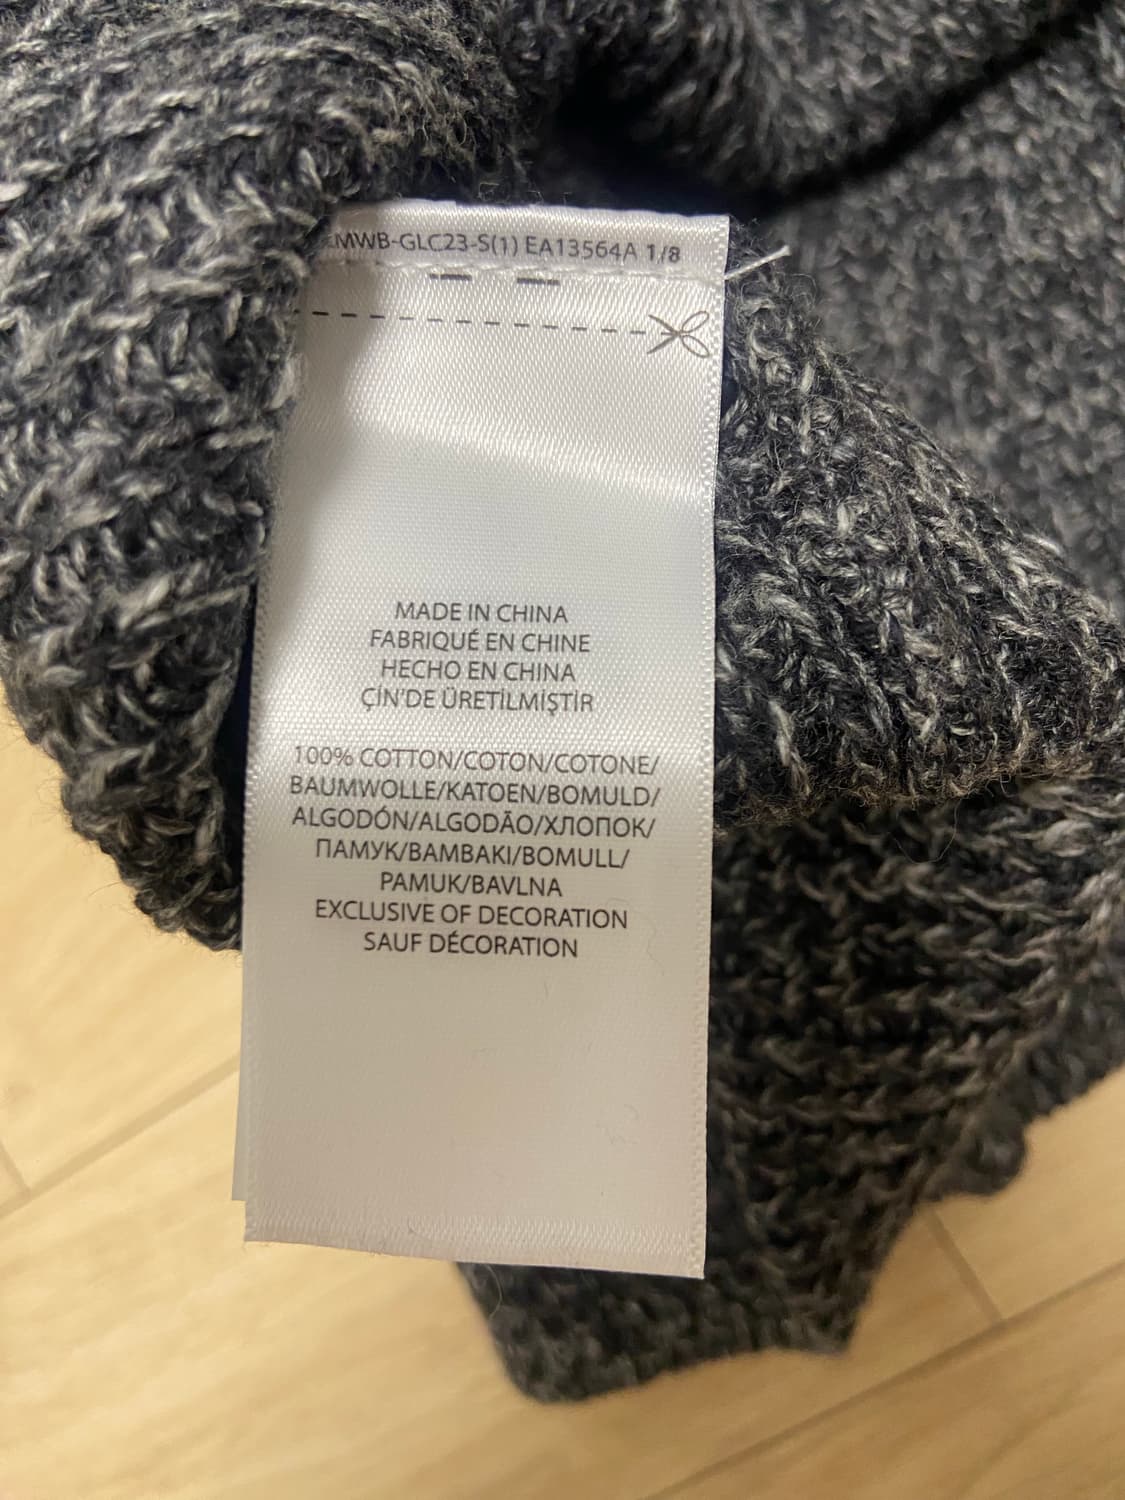 EMWB-GLC23-S(1) EA13564A 1/8
MADE IN CHINA
FABRIQUÉ EN CHINE
HECHO EN CHINA
ÇİN'DE ÜRETİLMİŞTİR
100% COTTON/COTON/COTONE/
BAUMWOLLE/KATOEN/BOMULD/
ALGODÓN/ALGODÃO/ХЛОПОК/
ПАМУК/BAMBAKI/BOMULL/
PAMUK/BAVLNA
EXCLUSIVE OF DECORATION
SAUF DÉCORATION